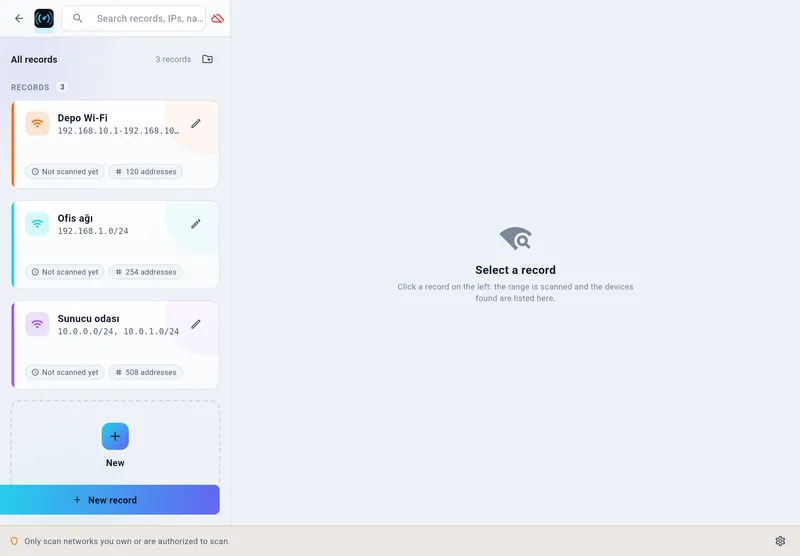 Search records, IPs, na...
All records
3 records
RECORDS 3
Depo Wi-Fi
192.168.10.1-192.168.10...
Not scanned yet
# 120 addresses
Ofis ağı
192.168.1.0/24
Not scanned yet
# 254 addresses
Sunucu odası
10.0.0.0/24, 10.0.1.0/24
Not scanned yet
# 508 addresses
New
+ New record
Select a record
Click a record on the left: the range is scanned and the devices
found are listed here.
Only scan networks you own or are authorized to scan.